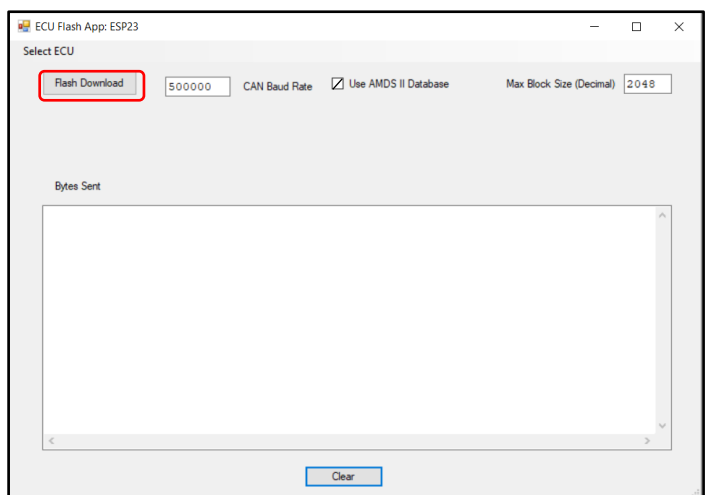 ECU Flash App: ESP23
Select ECU
Flash Download 500000 CAN Baud Rate Use AMDS II Database Max Block Size (Decimal) 2048
Bytes Sent
Clear